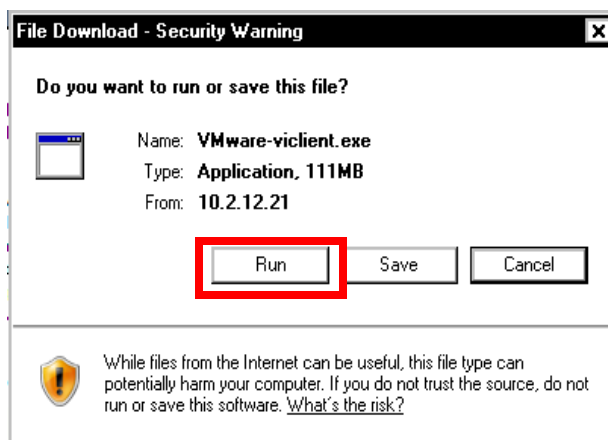 File Download - Security Warning
Do you want to run or save this file?
Name: VMware-viclient.exe
Type: Application, 111MB
From: 10.2.12.21
Run Save Cancel
While files from the Internet can be useful, this file type can
potentially harm your computer. If you do not trust the source, do not
run or save this software. What's the risk?